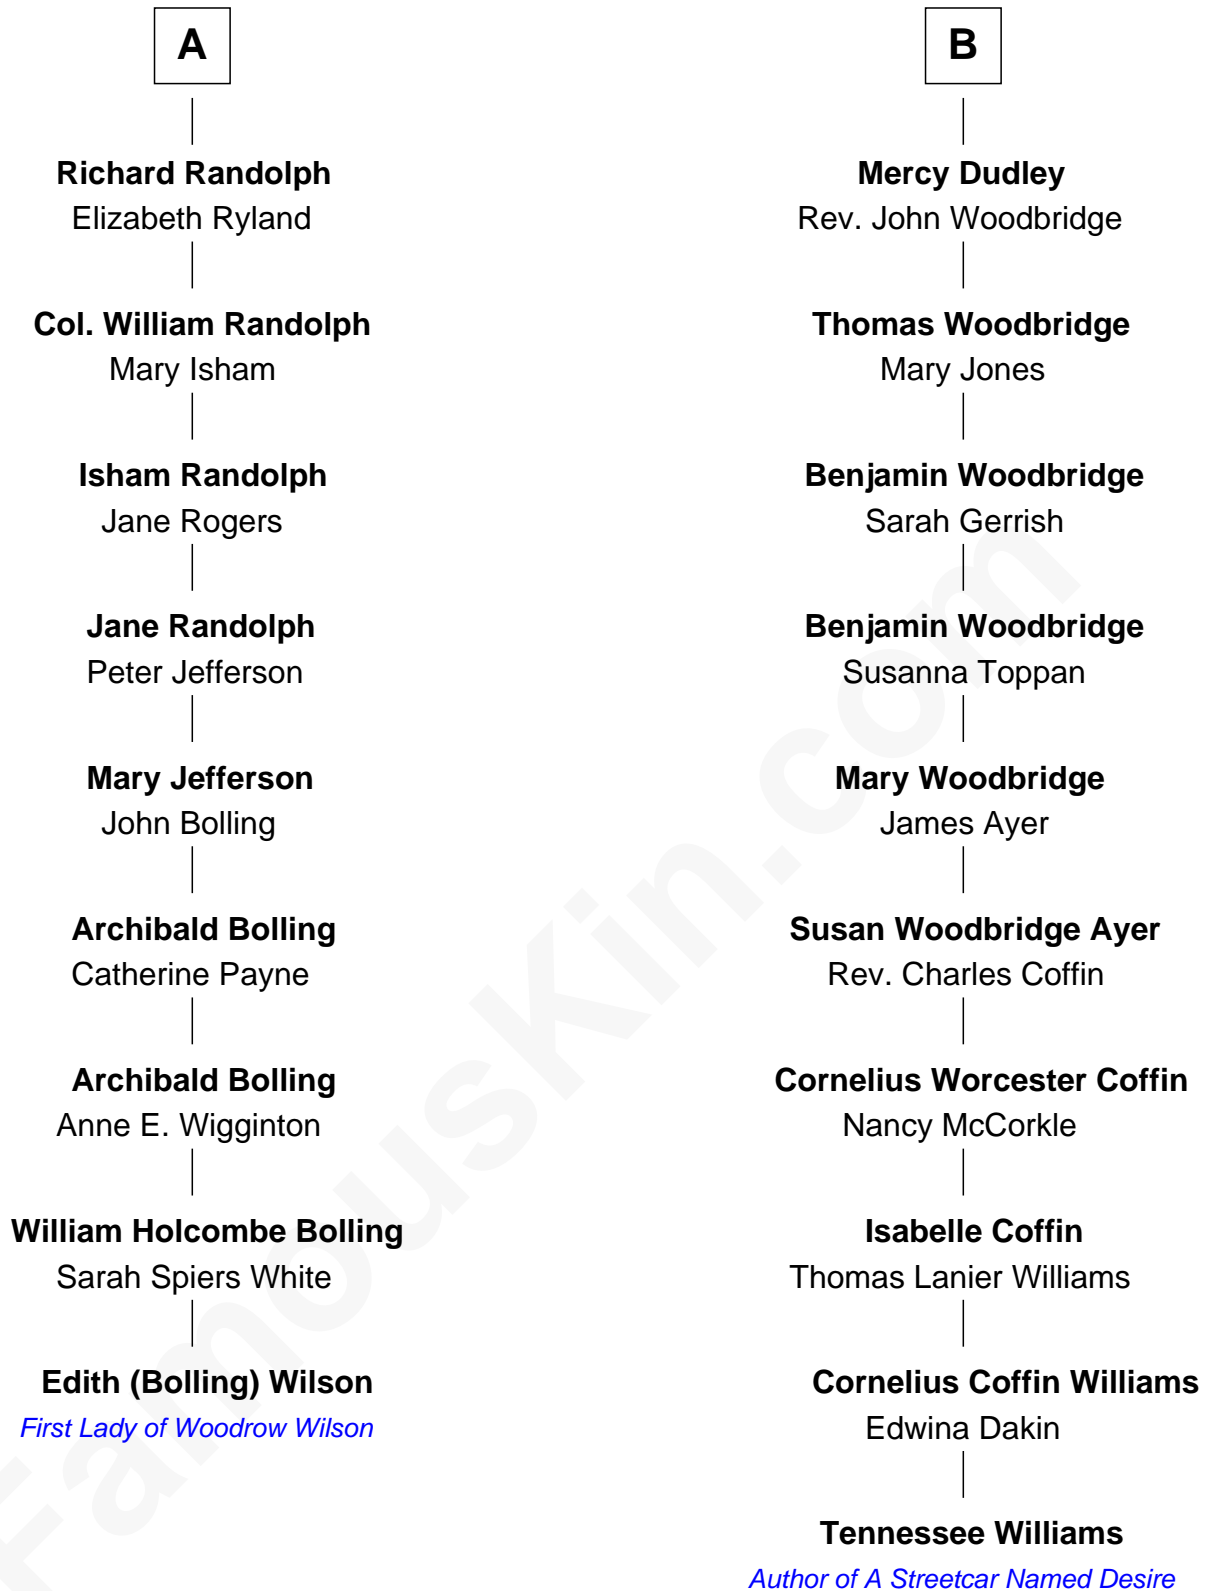 A
Richard Randolph
Elizabeth Ryland
Col. William Randolph
Mary Isham
Isham Randolph
Jane Rogers
Jane Randolph
Peter Jefferson
Mary Jefferson
John Bolling
Archibald Bolling
Catherine Payne
Archibald Bolling
Anne E. Wigginton
William Holcombe Bolling
Sarah Spiers White
Edith (Bolling) Wilson
First Lady of Woodrow Wilson
B
Mercy Dudley
Rev. John Woodbridge
Thomas Woodbridge
Mary Jones
Benjamin Woodbridge
Sarah Gerrish
Benjamin Woodbridge
Susanna Toppan
Mary Woodbridge
James Ayer
Susan Woodbridge Ayer
Rev. Charles Coffin
Cornelius Worcester Coffin
Nancy McCorkle
Isabelle Coffin
Thomas Lanier Williams
Cornelius Coffin Williams
Edwina Dakin
Tennessee Williams
Author of A Streetcar Named Desire
FamousKin.com